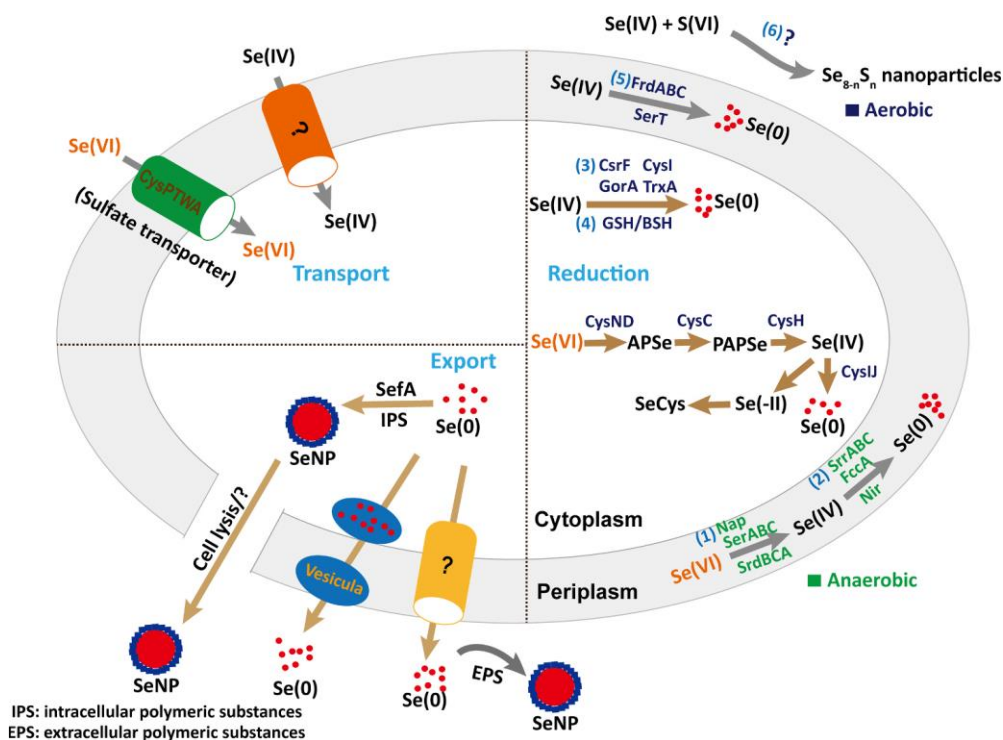 Se(IV) + S(VI)
(6)?
Se8-nSn nanoparticles
Aerobic
Se(IV)
Se(VI)
?
CysPTWA
(Sulfate transporter)
Se(IV)
Se(VI)
Transport
Se(IV)
(5) FrdABC
SerT
Se(0)
(3) CsrF CysI
GorA TrxA
Se(IV)
Se(0)
(4) GSH/BSH
Reduction
CysND
CysC
CysH
Se(VI)
APSe
PAPSe
Se(IV)
CysIJ
SeCys
Se(-II)
Se(0)
Export
SefA
IPS
Se(0)
SeNP
Cell lysis/?
Vesicula
?
Cytoplasm
Periplasm
(1) Nap
SerABC
SrdBCA
Se(VI)
Se(IV)
(2) SrrABC
FccA
Nir
Se(0)
Anaerobic
SeNP
Se(0)
Se(0)
EPS
SeNP
IPS: intracellular polymeric substances
EPS: extracellular polymeric substances